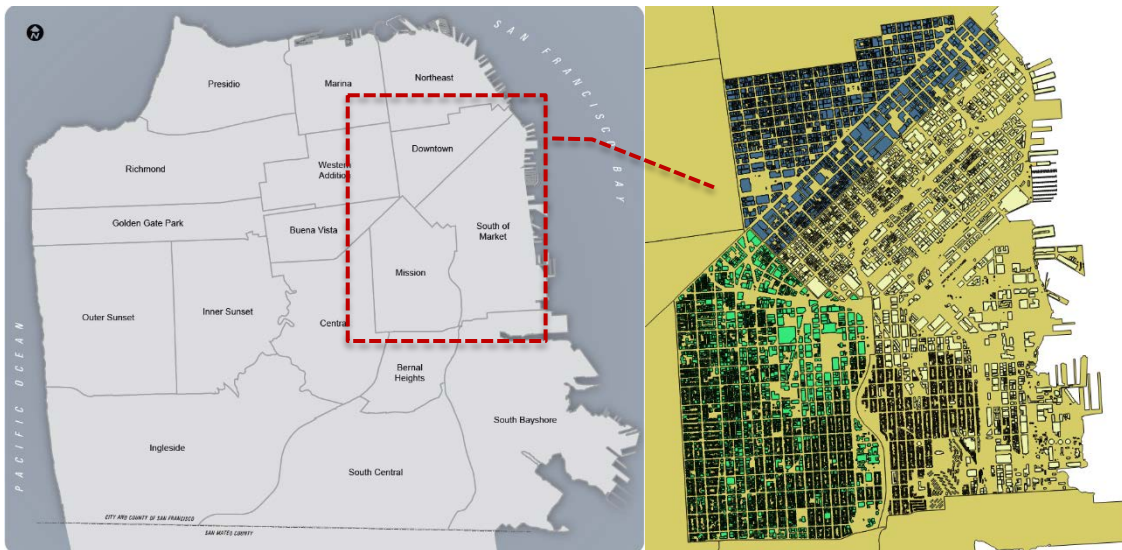 N
SAN FRANCISCO BAY
Presidio
Marina
Northeast
Richmond
Western
Addition
Downtown
Golden Gate Park
Buena Vista
South of
Market
Mission
Outer Sunset
Inner Sunset
Central
Bernal
Heights
South Bayshore
Ingleside
South Central
PACIFIC OCEAN
CITY AND COUNTY OF SAN FRANCISCO
SAN MATEO COUNTY